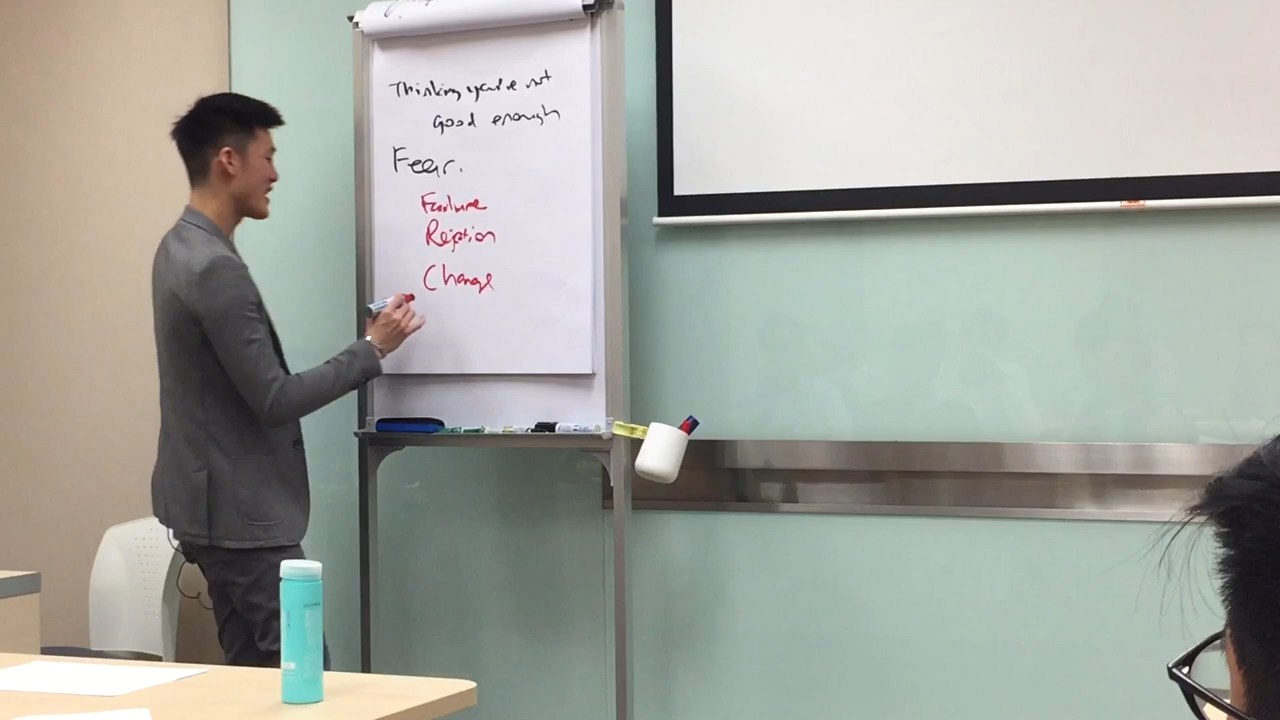 Thinking you're not
good enough
Fear.
Failure
Rejection
Change